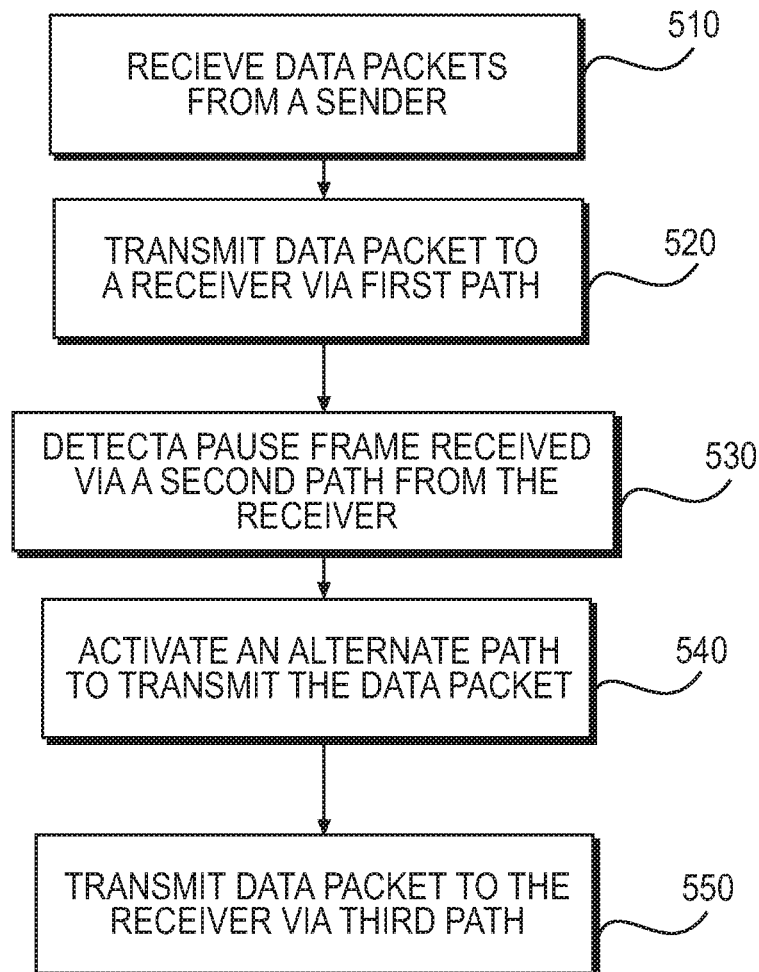 RECIEVE DATA PACKETS
FROM A SENDER
510
TRANSMIT DATA PACKET TO
A RECEIVER VIA FIRST PATH
520
DETECTA PAUSE FRAME RECEIVED
VIA A SECOND PATH FROM THE
RECEIVER
530
ACTIVATE AN ALTERNATE PATH
TO TRANSMIT THE DATA PACKET
540
TRANSMIT DATA PACKET TO THE
RECEIVER VIA THIRD PATH
550